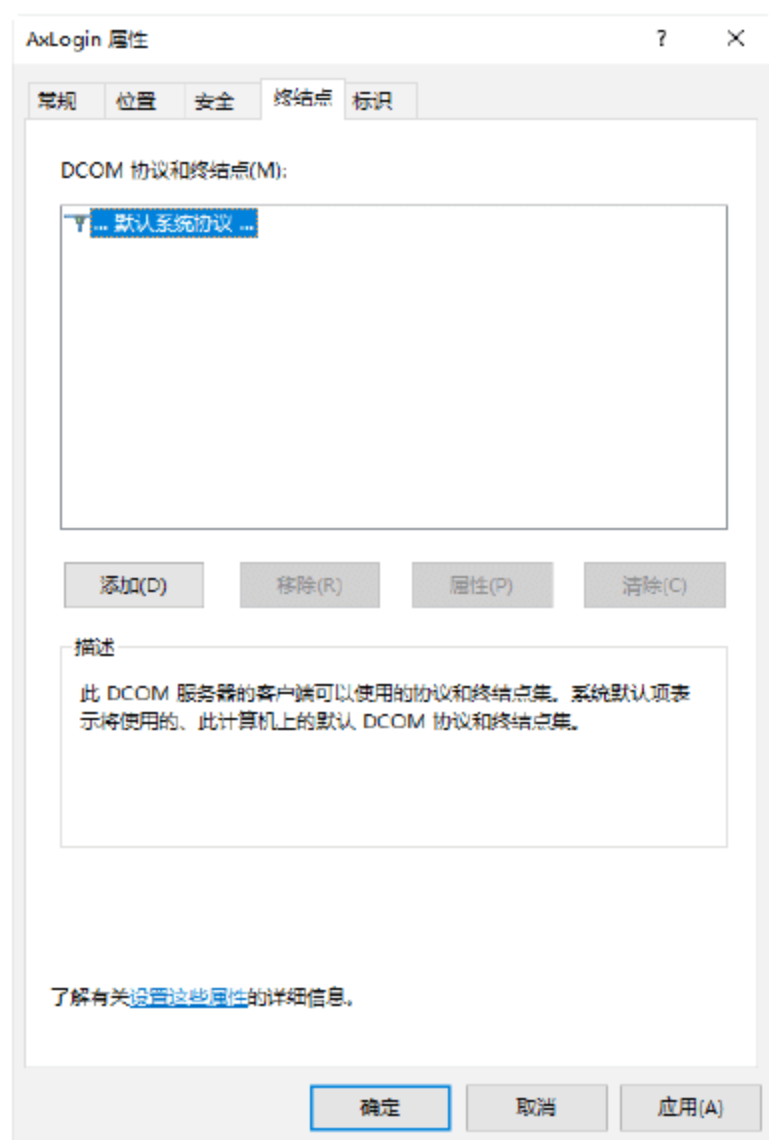 AxLogin 属性
?
常规 位置 安全 终结点 标识
DCOM 协议和终结点(M):
... 默认系统协议 ...
添加(D) 移除(R) 属性(P) 清除(C)
描述
此 DCOM 服务器的客户端可以使用的协议和终结点集。系统默认项表
示将使用的、此计算机上的默认 DCOM 协议和终结点集。
了解有关设置这些属性的详细信息。
确定 取消 应用(A)